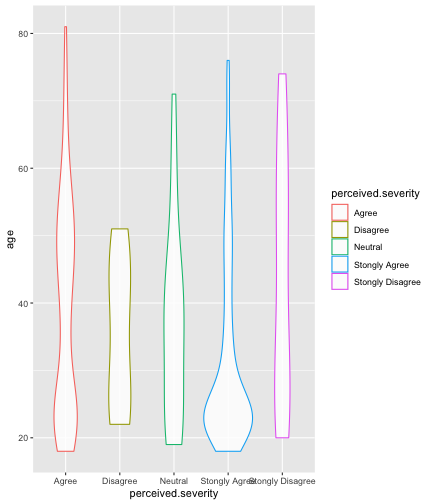 80
60
40
20
age
Agree Disagree Neutral Stongly Agree Stongly Disagree
perceived.severity
perceived.severity
Agree
Disagree
Neutral
Stongly Agree
Stongly Disagree